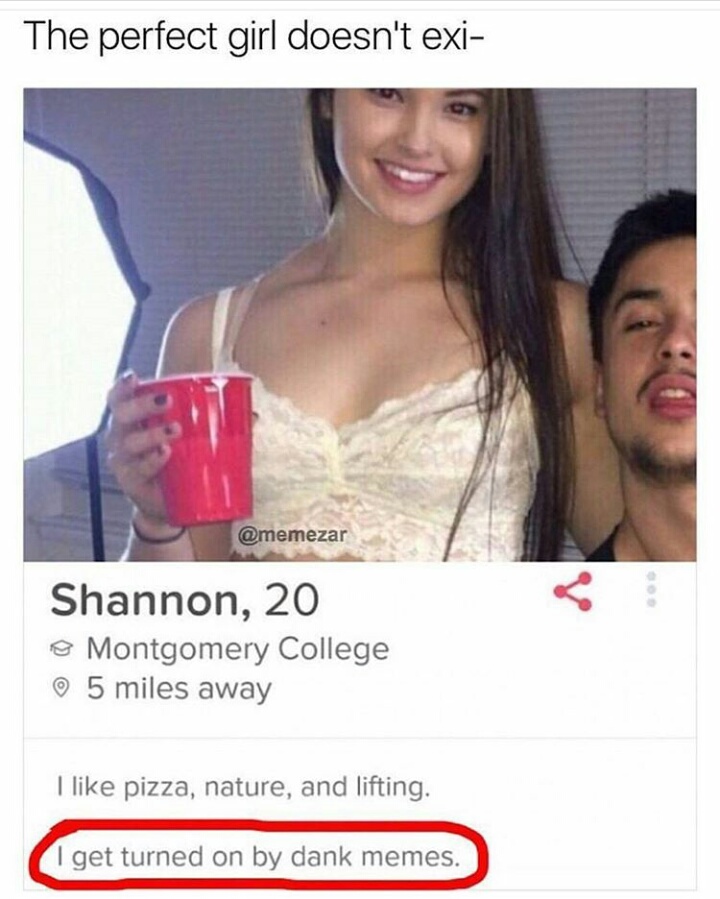 The perfect girl doesn't exi-
@memezar
Shannon, 20
Montgomery College
5 miles away
I like pizza, nature, and lifting.
I get turned on by dank memes.